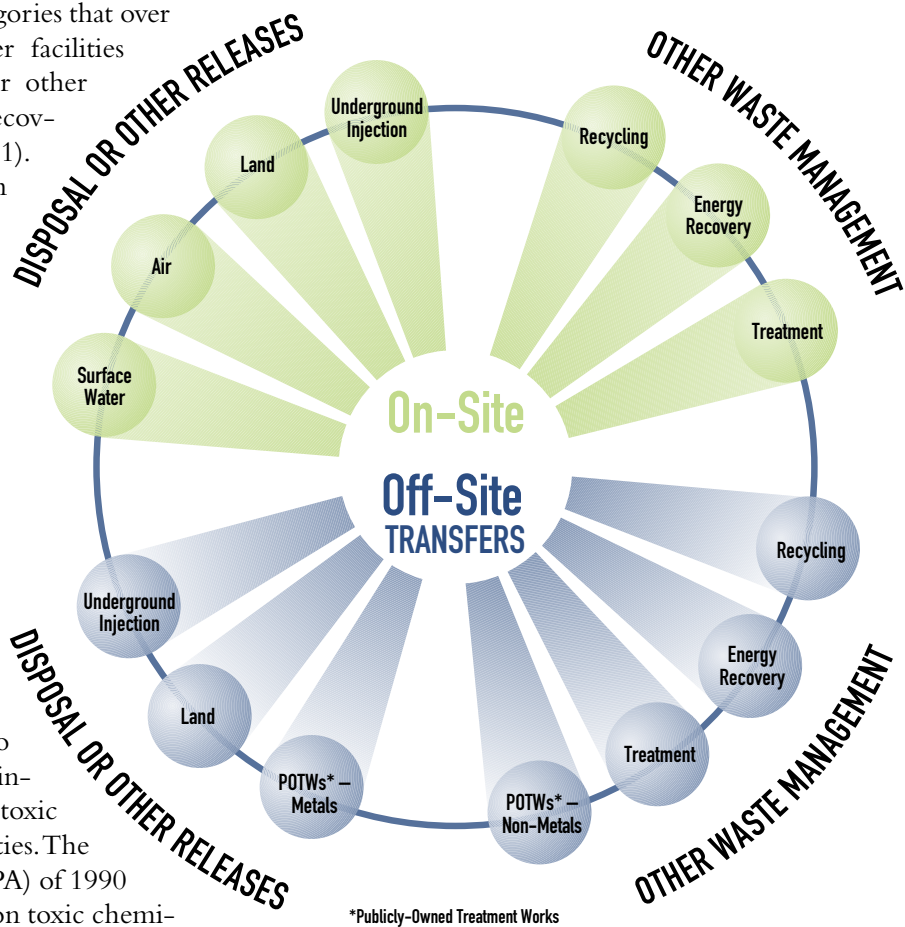 gories that over
er facilities
r other
ecov-
1).
n
DISPOSAL OR OTHER RELEASES
OTHER WASTE MANAGEMENT
Underground
Injection
Land
Air
Surface
Water
Recycling
Energy
Recovery
Treatment
On-Site
Off-Site
TRANSFERS
Underground
Injection
Land
POTWs* –
Metals
POTWs* –
Non-Metals
Treatment
Energy
Recovery
Recycling
DISPOSAL OR OTHER RELEASES
OTHER WASTE MANAGEMENT
o
in-
toxic
ties. The
PA) of 1990
on toxic chemi-
*Publicly-Owned Treatment Works